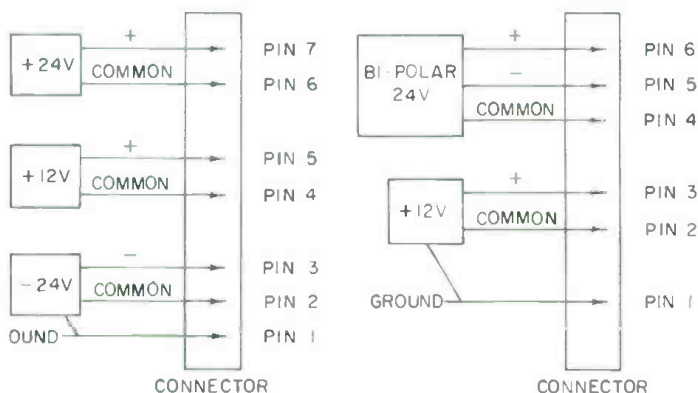 +
+24V
PIN 7
COMMON
PIN 6
+
+12V
PIN 5
COMMON
PIN 4
-
-24V
PIN 3
COMMON
PIN 2
OUND
PIN 1
CONNECTOR
+
BI-POLAR
24V
PIN 6
-
PIN 5
COMMON
PIN 4
+
+12V
PIN 3
COMMON
PIN 2
GROUND
PIN 1
CONNECTOR